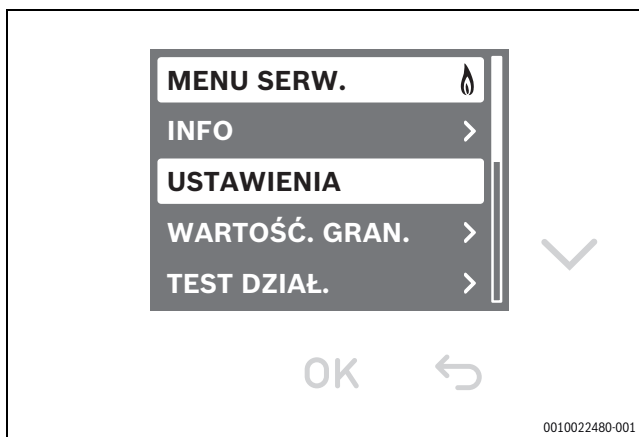 MENU SERW.
INFO
USTAWIENIA
WARTOŚĆ. GRAN.
TEST DZIAŁ.
OK
0010022480-001